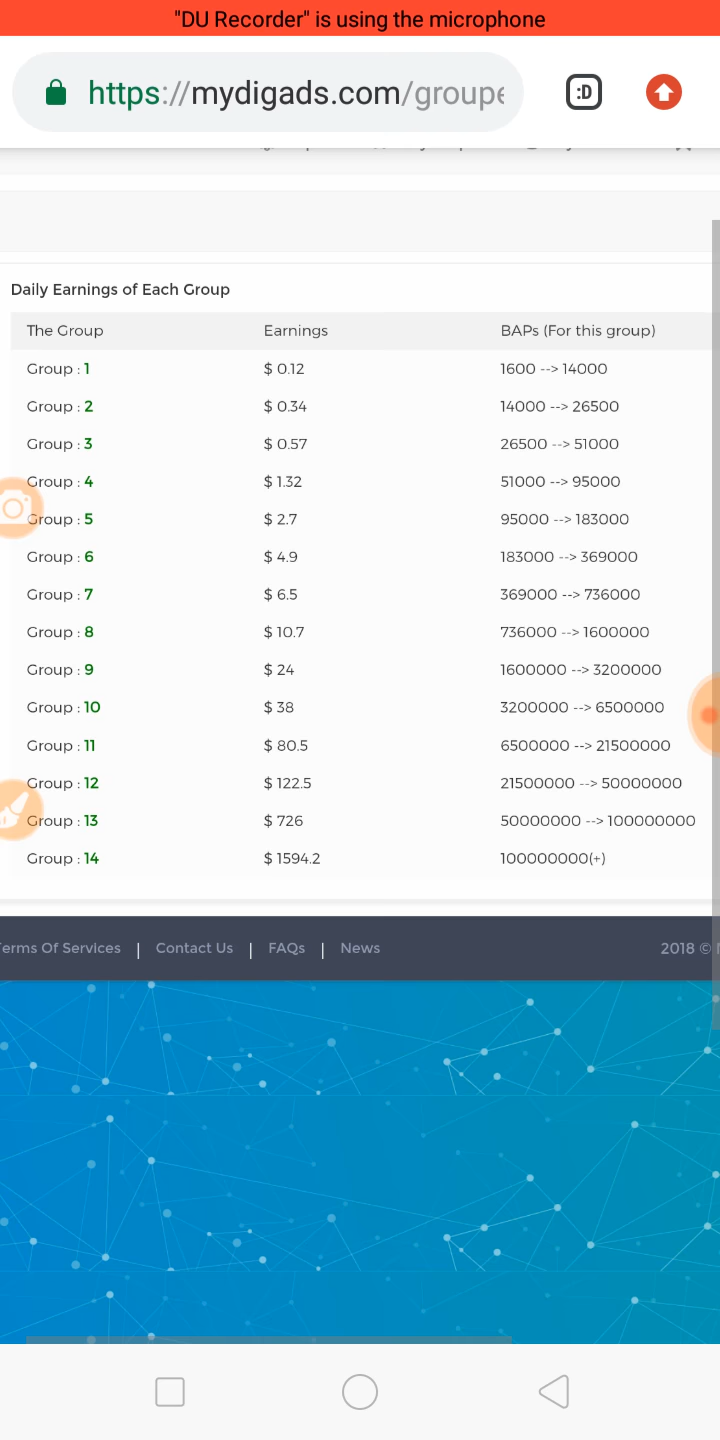 "DU Recorder" is using the microphone
https://mydigads.com/groupe
:D
Daily Earnings of Each Group
The Group Earnings BAPs (For this group)
Group : 1 $ 0.12 1600 --> 14000
Group : 2 $ 0.34 14000 --> 26500
Group : 3 $ 0.57 26500 --> 51000
Group : 4 $ 1.32 51000 --> 95000
Group : 5 $ 2.7 95000 --> 183000
Group : 6 $ 4.9 183000 --> 369000
Group : 7 $ 6.5 369000 --> 736000
Group : 8 $ 10.7 736000 --> 1600000
Group : 9 $ 24 1600000 --> 3200000
Group : 10 $ 38 3200000 --> 6500000
Group : 11 $ 80.5 6500000 --> 21500000
Group : 12 $ 122.5 21500000 --> 50000000
Group : 13 $ 726 50000000 --> 100000000
Group : 14 $ 1594.2 100000000(+)
erms Of Services | Contact Us | FAQs | News 2018 ©